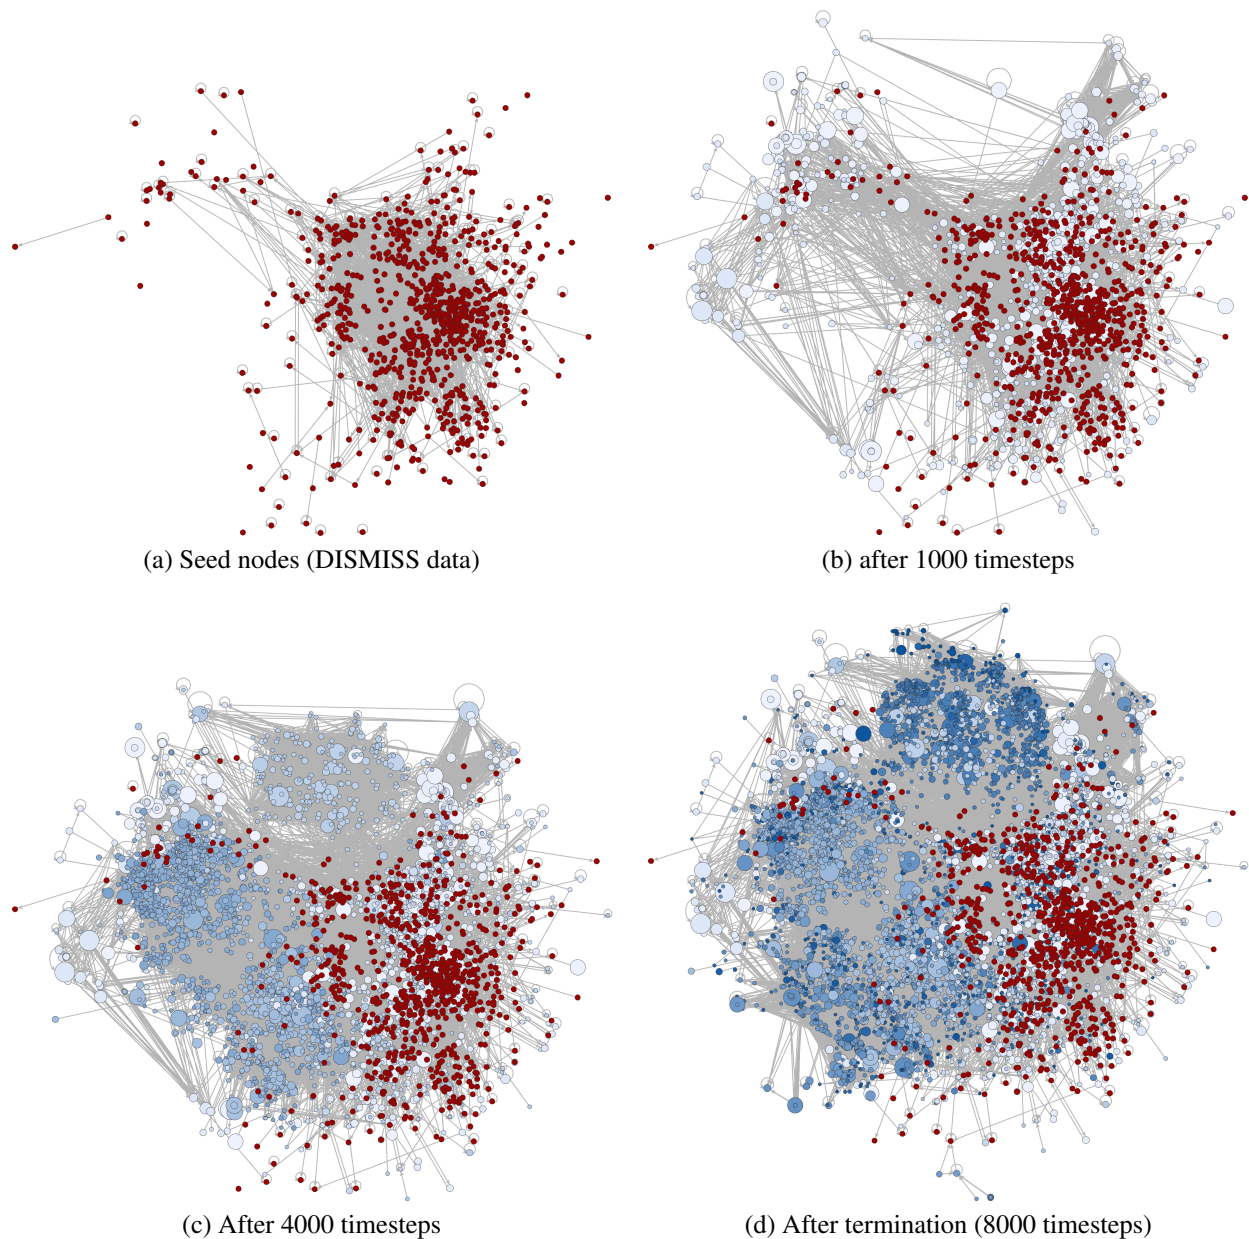 (a) Seed nodes (DISMISS data)
(b) after 1000 timesteps
(c) After 4000 timesteps
(d) After termination (8000 timesteps)